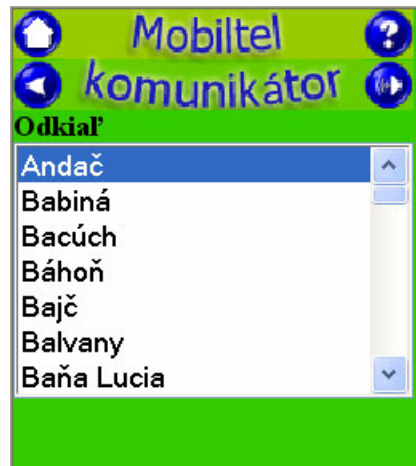 Mobiltel
komunikátor
Odkiaľ
Andač
Babiná
Bacúch
Báhoň
Bajč
Balvany
Baňa Lucia